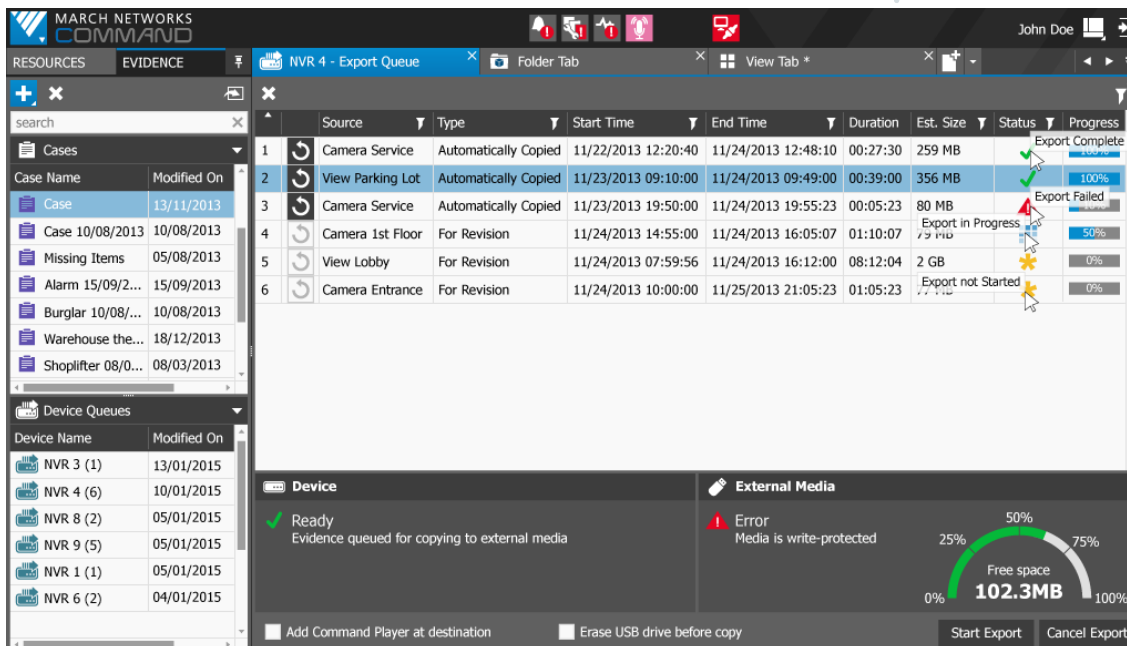 MARCH NETWORKS
COMMAND
John Doe
RESOURCES EVIDENCE
NVR 4 - Export Queue Folder Tab View Tab *
search
Source Type Start Time End Time Duration Est. Size Status Progress
Cases
Case Name Modified On
Case 13/11/2013
Case 10/08/2013 10/08/2013
Missing Items 05/08/2013
Alarm 15/09/2... 15/09/2013
Burglar 10/08/... 10/08/2013
Warehouse the... 18/12/2013
Shoplifter 08/0... 08/03/2013
1 Camera Service Automatically Copied 11/22/2013 12:20:40 11/24/2013 12:48:10 00:27:30 259 MB
Export Complete
2 View Parking Lot Automatically Copied 11/23/2013 09:10:00 11/24/2013 09:49:00 00:39:00 356 MB 100%
3 Camera Service Automatically Copied 11/23/2013 19:50:00 11/24/2013 19:55:23 00:05:23 80 MB
Export Failed
4 Camera 1st Floor For Revision 11/24/2013 14:55:00 11/24/2013 16:05:07 01:10:07 79 MB 50%
Export in Progress
5 View Lobby For Revision 11/24/2013 07:59:56 11/24/2013 16:12:00 08:12:04 2 GB 0%
6 Camera Entrance For Revision 11/24/2013 10:00:00 11/25/2013 21:05:23 01:05:23 0%
Export not Started
Device Queues
Device Name Modified On
NVR 3 (1) 13/01/2015
NVR 4 (6) 10/01/2015
NVR 8 (2) 05/01/2015
NVR 9 (5) 05/01/2015
NVR 1 (1) 05/01/2015
NVR 6 (2) 04/01/2015
Device
Ready
Evidence queued for copying to external media
External Media
Error
Media is write-protected
0% 25% 50% 75% 100%
Free space
102.3MB
Add Command Player at destination Erase USB drive before copy
Start Export Cancel Export